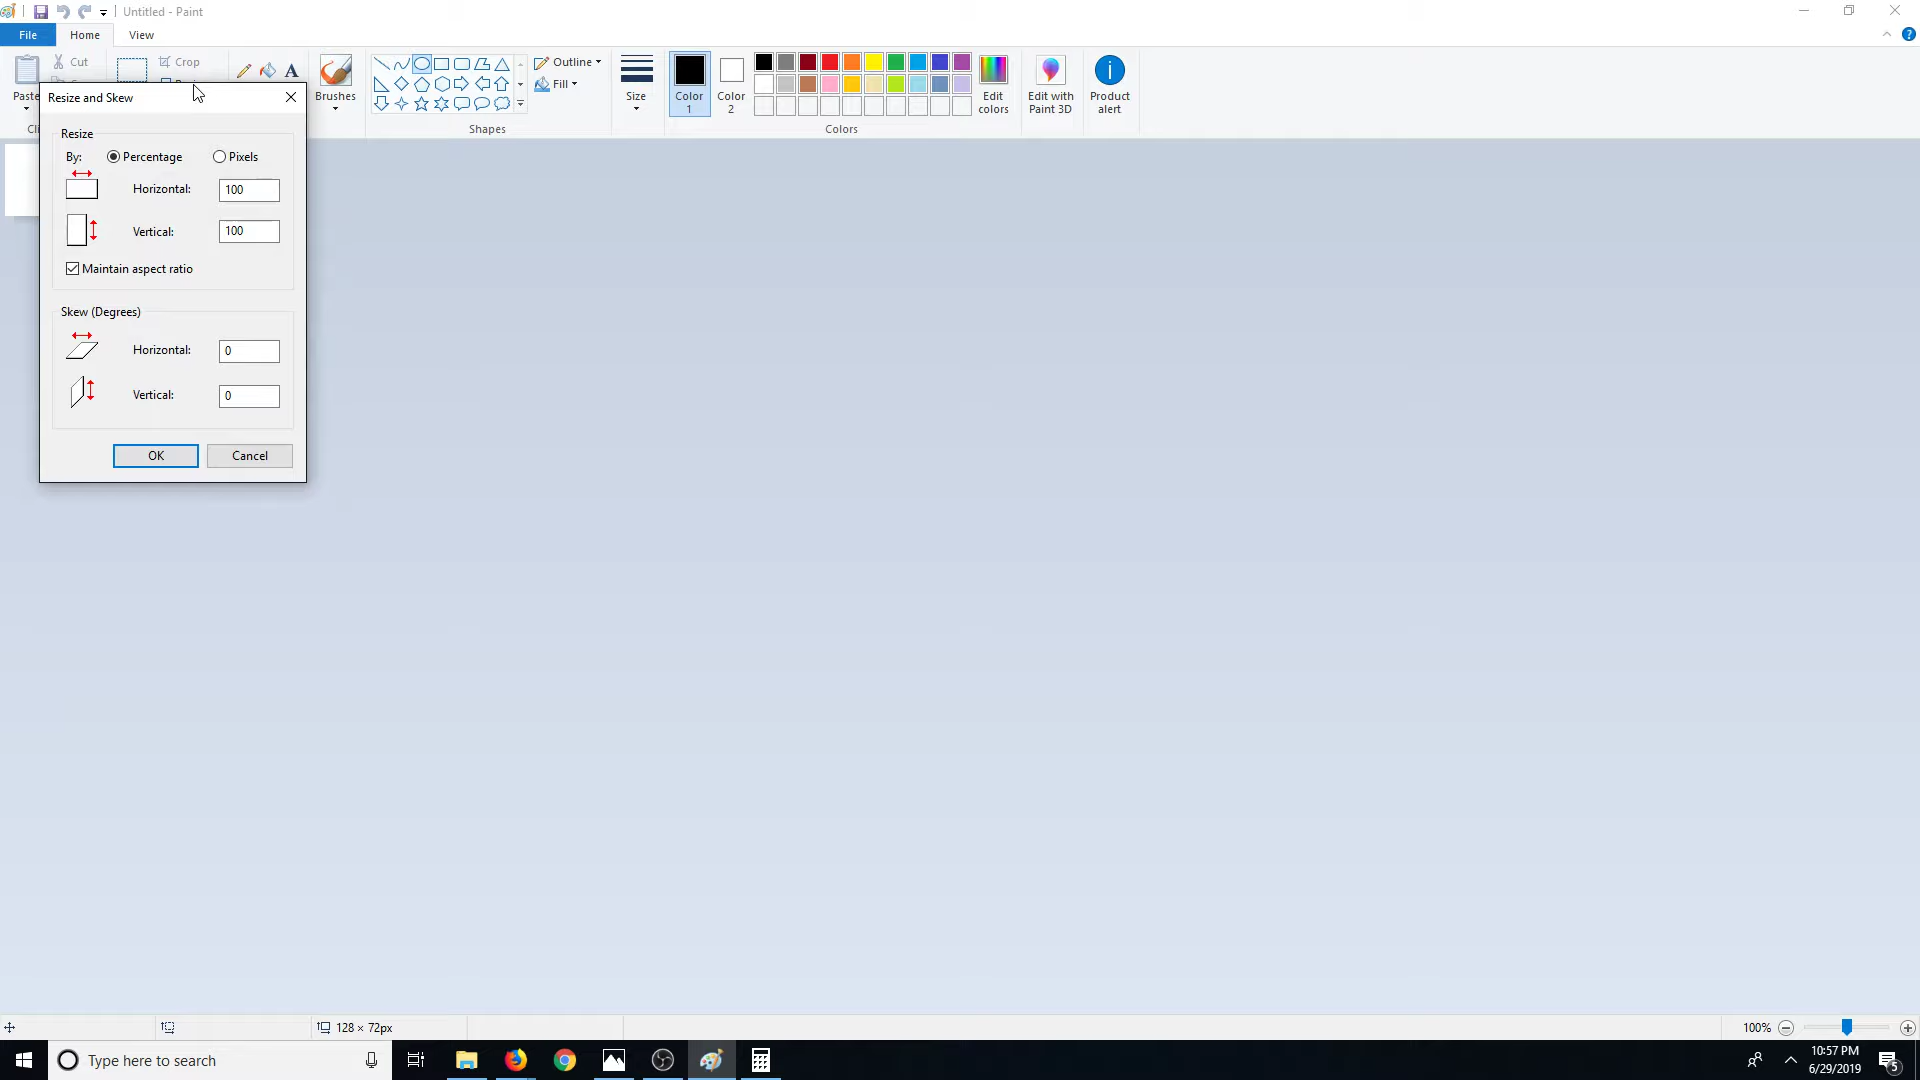 Untitled - Paint
File Home View
Cut
Crop
Paste
Brushes
Outline
Fill
Shapes
Size
Color 1
Color 2
Edit colors
Colors
Edit with Paint 3D
Product alert
Resize and Skew
Resize
By: Percentage Pixels
Horizontal: 100
Vertical: 100
Maintain aspect ratio
Skew (Degrees)
Horizontal: 0
Vertical: 0
OK Cancel
128 × 72px
100%
Type here to search
10:57 PM
6/29/2019
5